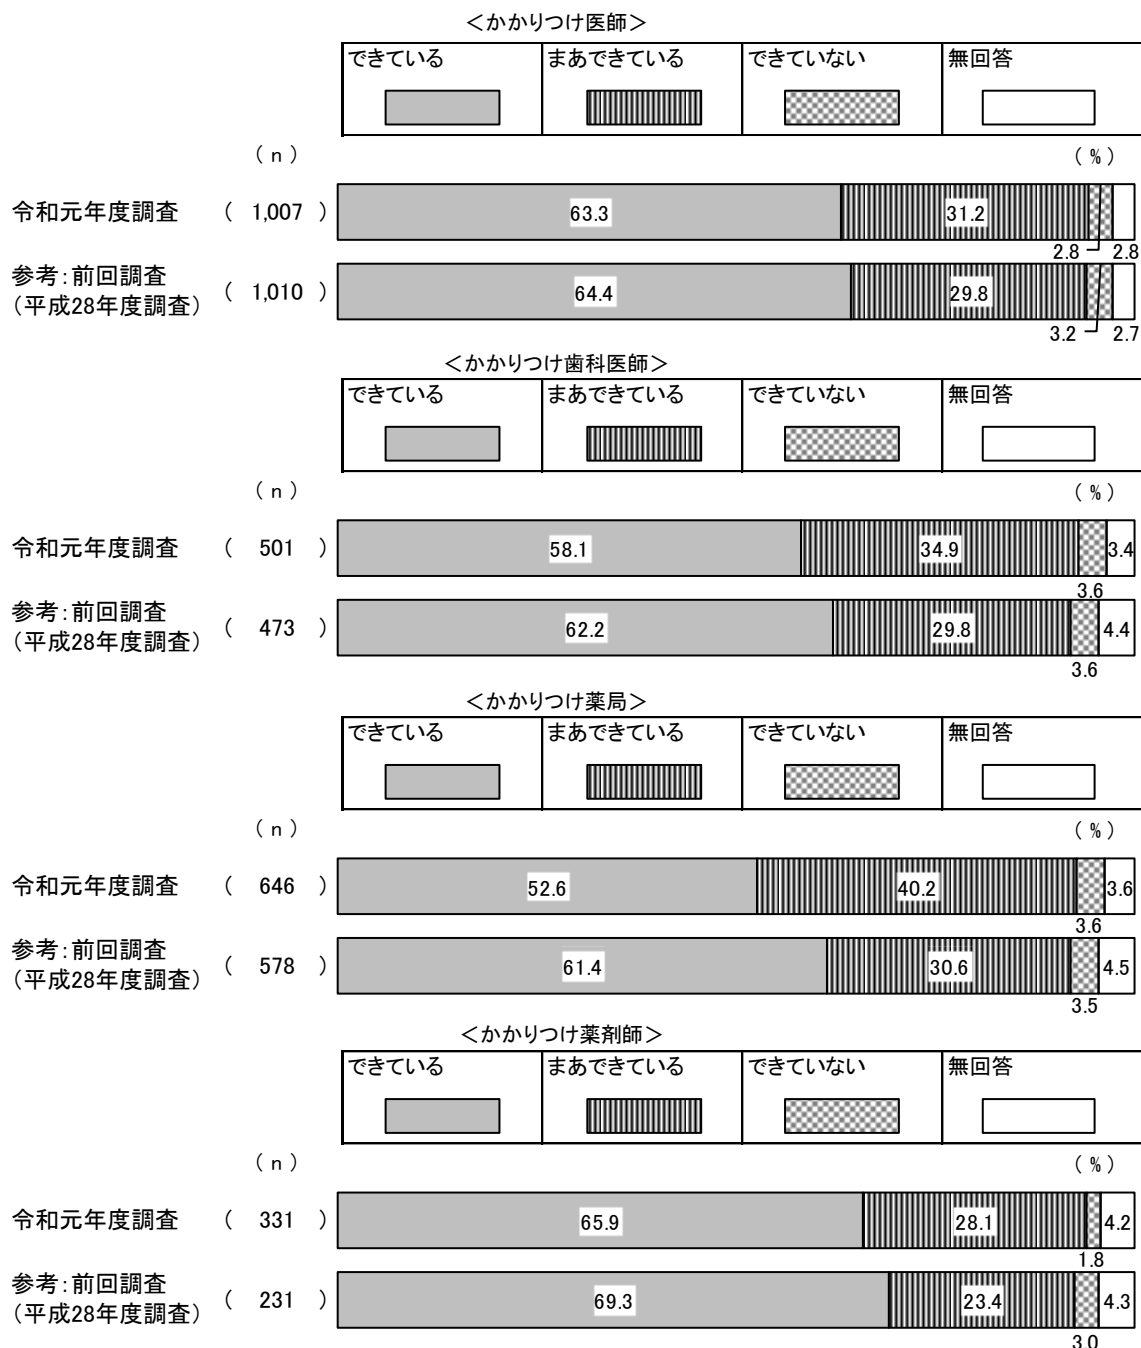 ＜かかりつけ医師＞
できている まあできている できていない 無回答
(n) (%)
令和元年度調査 ( 1,007 ) 63.3 31.2
2.8 2.8
参考:前回調査
(平成28年度調査) ( 1,010 ) 64.4 29.8
3.2 2.7
＜かかりつけ歯科医師＞
できている まあできている できていない 無回答
(n) (%)
令和元年度調査 ( 501 ) 58.1 34.9 3.4
3.6
参考:前回調査
(平成28年度調査) ( 473 ) 62.2 29.8 4.4
3.6
＜かかりつけ薬局＞
できている まあできている できていない 無回答
(n) (%)
令和元年度調査 ( 646 ) 52.6 40.2 3.6
3.6
参考:前回調査
(平成28年度調査) ( 578 ) 61.4 30.6 4.5
3.5
＜かかりつけ薬剤師＞
できている まあできている できていない 無回答
(n) (%)
令和元年度調査 ( 331 ) 65.9 28.1 4.2
1.8
参考:前回調査
(平成28年度調査) ( 231 ) 69.3 23.4 4.3
3.0